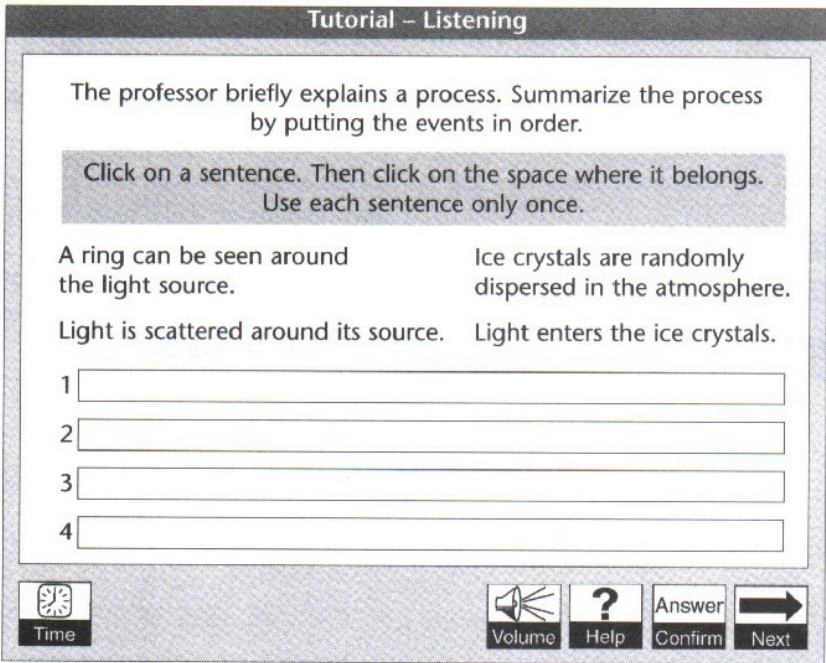 Tutorial – Listening
The professor briefly explains a process. Summarize the process
by putting the events in order.
Click on a sentence. Then click on the space where it belongs.
Use each sentence only once.
A ring can be seen around
the light source.
Ice crystals are randomly
dispersed in the atmosphere.
Light is scattered around its source.
Light enters the ice crystals.
1
2
3
4
Time
Volume
?
Help
Answer
Confirm
Next